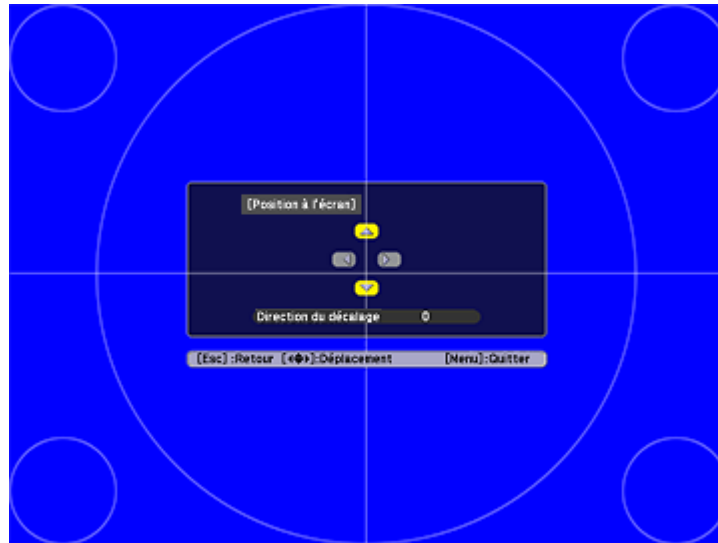 [Position à l'écran]
Direction du décalage 0
[Esc] :Retour [◄♦►]:Déplacement [Menu]:Quitter